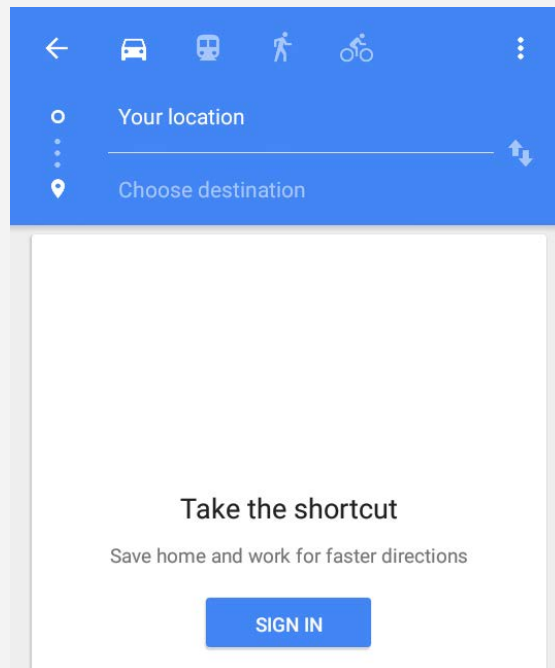 Your location
Choose destination
Take the shortcut
Save home and work for faster directions
SIGN IN